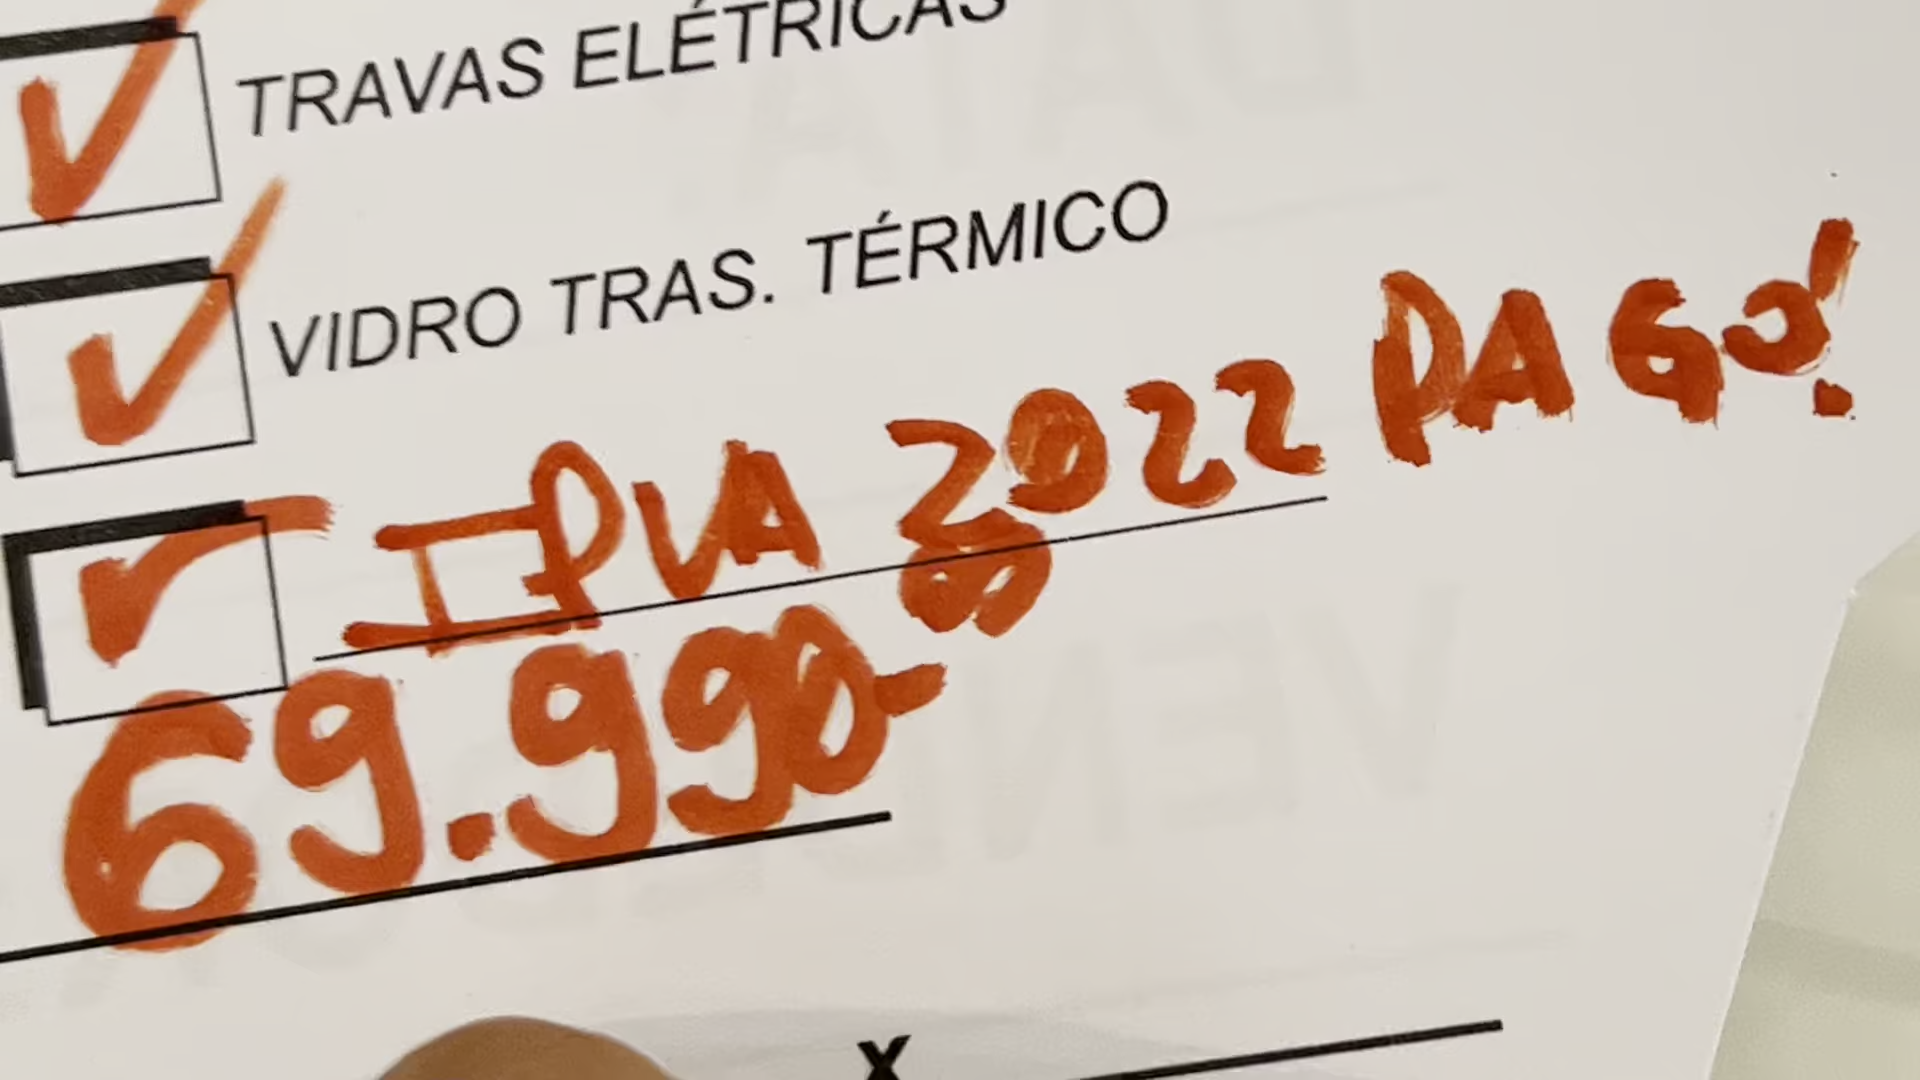 TRAVAS ELÉTRICAS
VIDRO TRAS. TÉRMICO
IPVA 2022 PAGO!
69.990-
X